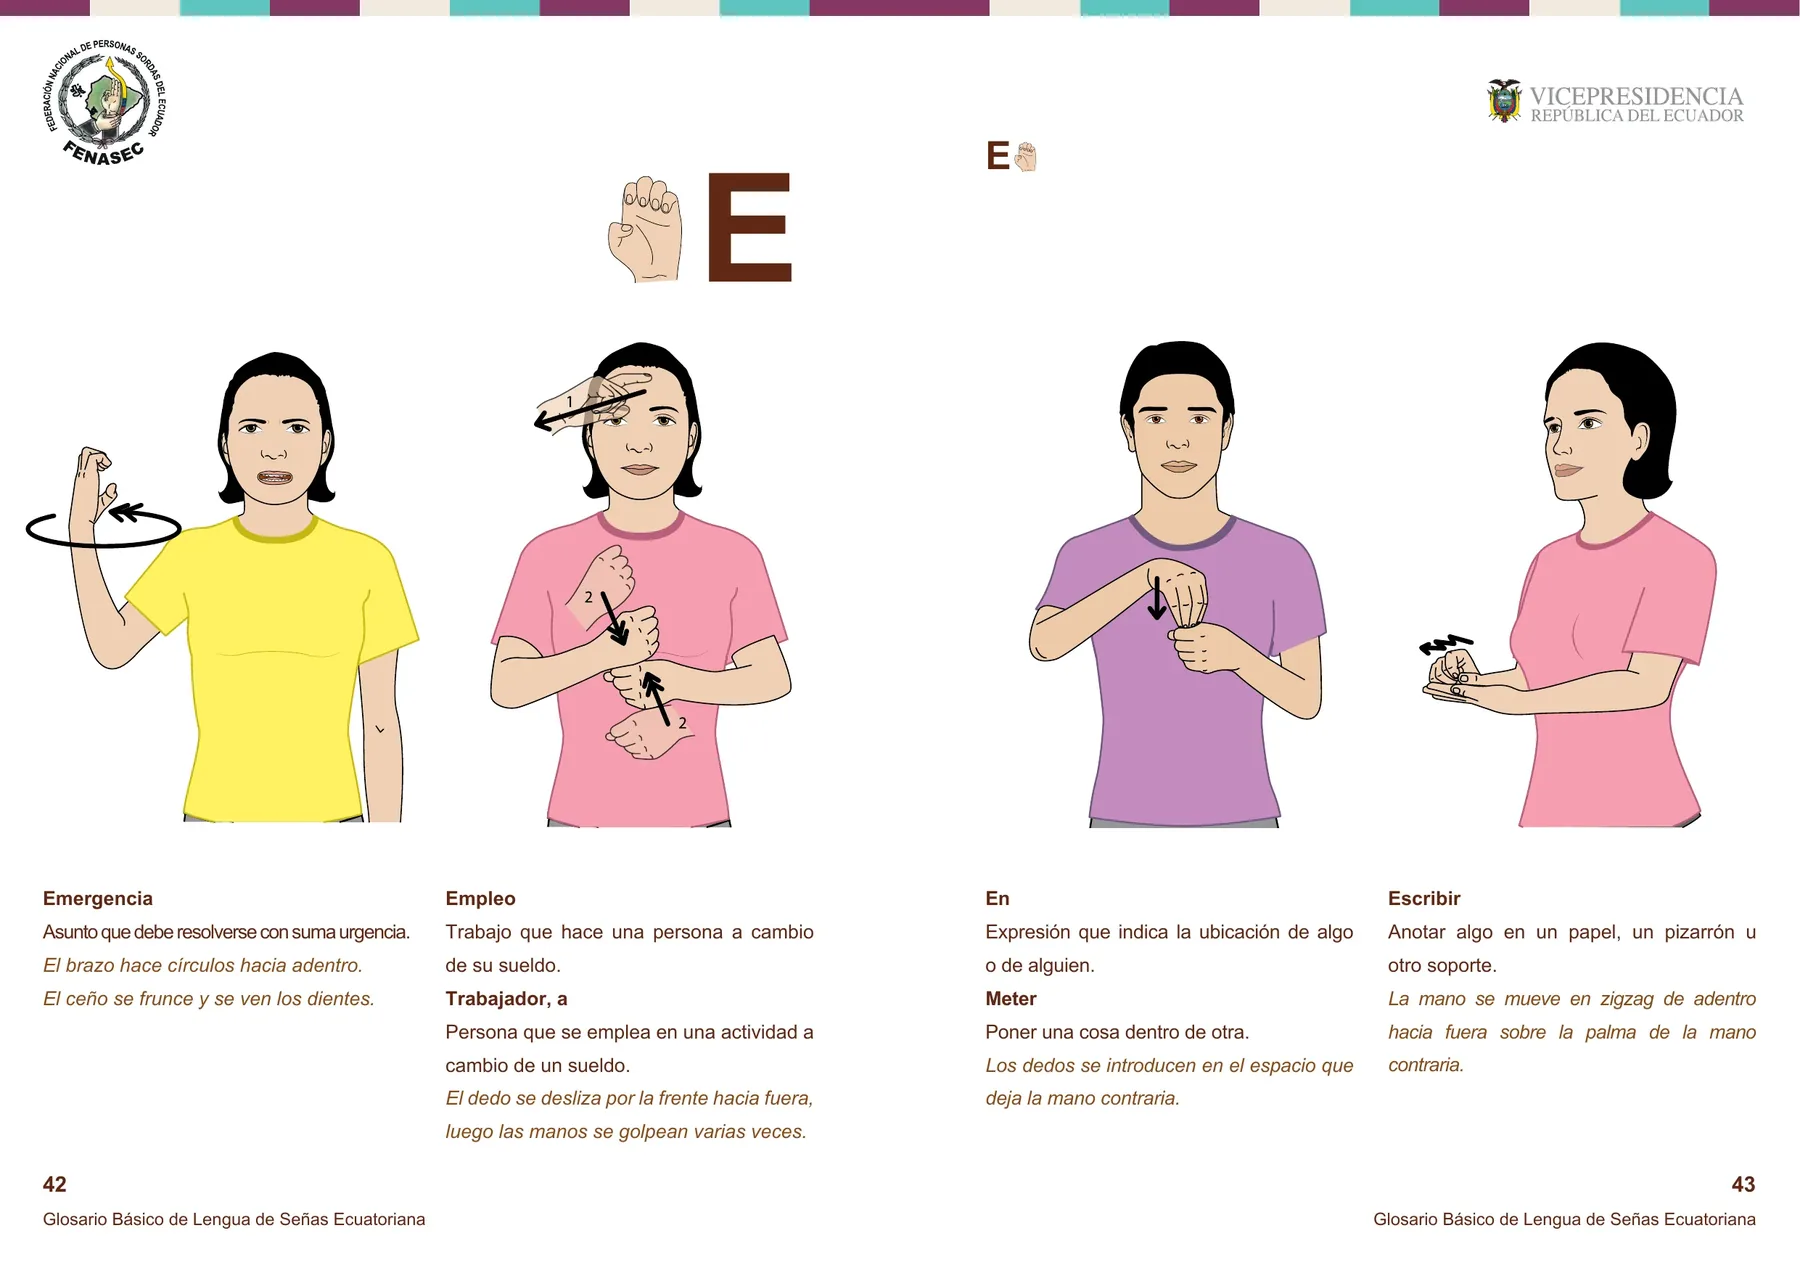 FEDERACIÓN NACIONAL DE PERSONAS SORDAS DEL ECUADOR
FENASEC
E
Emergencia
Asunto que debe resolverse con suma urgencia.
El brazo hace círculos hacia adentro.
El ceño se frunce y se ven los dientes.
1
2
2
Empleo
Trabajo que hace una persona a cambio
de su sueldo.
Trabajador, a
Persona que se emplea en una actividad a
cambio de un sueldo.
El dedo se desliza por la frente hacia fuera,
luego las manos se golpean varias veces.
42
Glosario Básico de Lengua de Señas Ecuatoriana
VICEPRESIDENCIA
REPÚBLICA DEL ECUADOR
E
En
Expresión que indica la ubicación de algo
o de alguien.
Meter
Poner una cosa dentro de otra.
Los dedos se introducen en el espacio que
deja la mano contraria.
Escribir
Anotar algo en un papel, un pizarrón u
otro soporte.
La mano se mueve en zigzag de adentro
hacia fuera sobre la palma de la mano
contraria.
43
Glosario Básico de Lengua de Señas Ecuatoriana